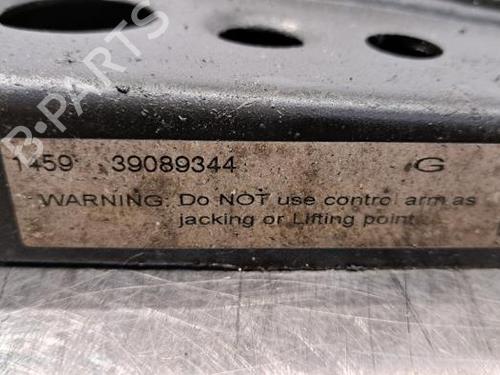 B-PARTS
1459 39089344 G
WARNING: Do NOT use control arm as
jacking or Lifting point